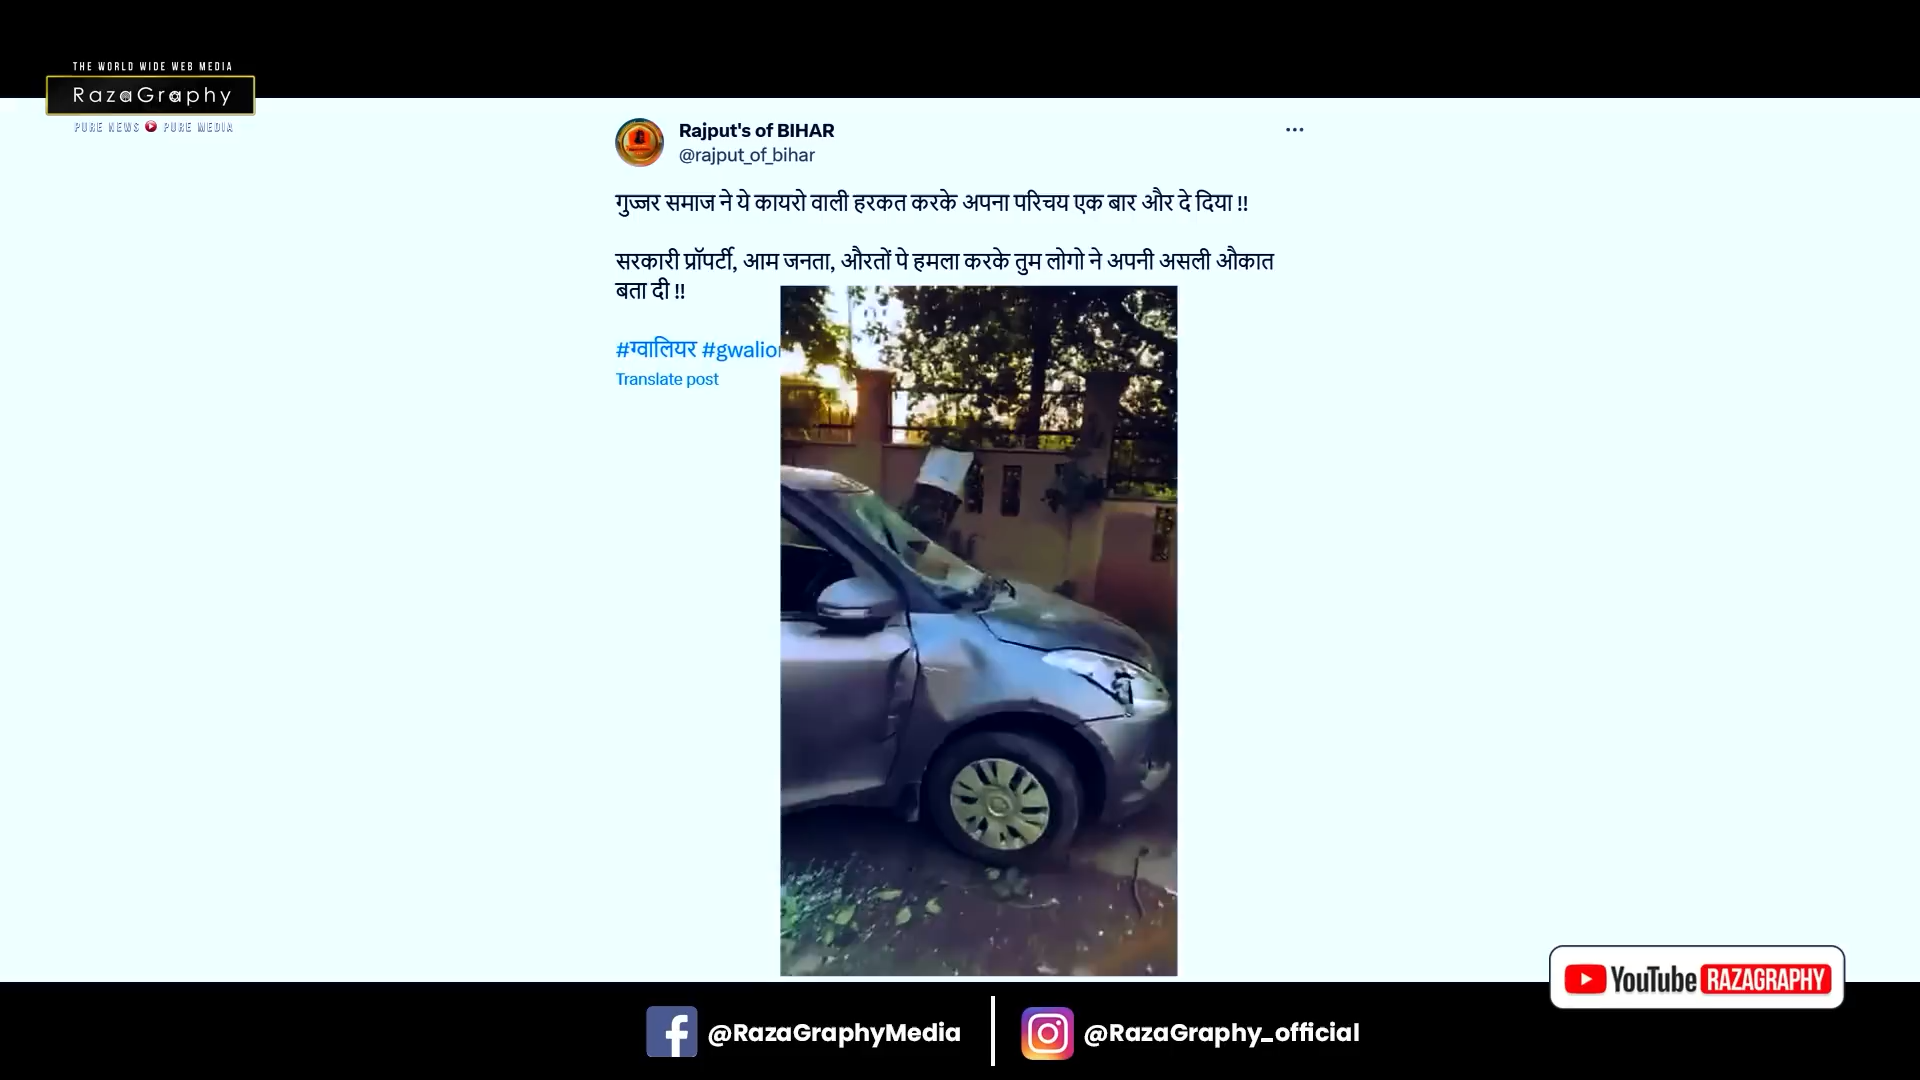 THE WORLD WIDE WEB MEDIA
RazaGraphy
PURE NEWS PURE MEDIA
Rajput's of BIHAR
@rajput_of_bihar
गुज्जर समाज ने ये कायरो वाली हरकत करके अपना परिचय एक बार और दे दिया !!
सरकारी प्रॉपर्टी, आम जनता, औरतों पे हमला करके तुम लोगो ने अपनी असली औकात
बता दी !!
#ग्वालियर #gwalior
Translate post
YouTube RAZAGRAPHY
@RazaGraphyMedia
@RazaGraphy_official